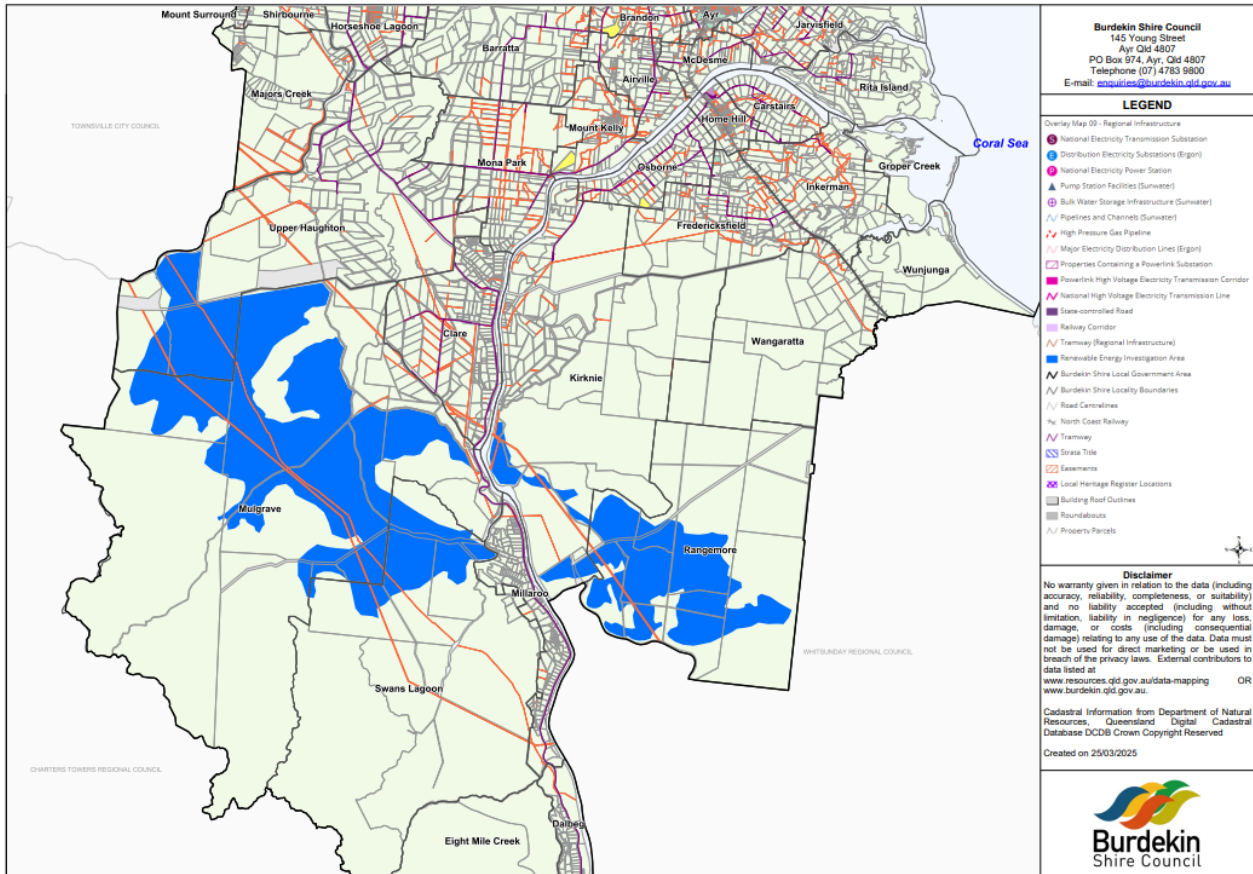 Mount Surround
Shirbourne
Horseshoe Lagoon
Brandon
Ayr
Jarvisfield
Barratta
McDesme
Airville
Rita Island
Majors Creek
Carstairs
TOWNSVILLE CITY COUNCIL
Mount Kelly
Home Hill
Coral Sea
Mona Park
Osborne
Groper Creek
Inkerman
Upper Haughton
Fredericksfield
Wunjunga
Clare
Wangaratta
Kirknie
Mulgrave
Rangemore
Millaroo
WHITSUNDAY REGIONAL COUNCIL
Swans Lagoon
CHARTERS TOWERS REGIONAL COUNCIL
Dalbeg
Eight Mile Creek
Burdekin Shire Council
145 Young Street
Ayr Qld 4807
PO Box 974, Ayr, Qld 4807
Telephone (07) 4783 9800
E-mail: enquiries@burdekin.qld.gov.au
LEGEND
Overlay Map 09 - Regional Infrastructure
S National Electricity Transmission Substation
E Distribution Electricity Substations (Ergon)
P National Electricity Power Station
Pump Station Facilities (Sunwater)
Bulk Water Storage Infrastructure (Sunwater)
Pipelines and Channels (Sunwater)
High Pressure Gas Pipeline
Major Electricity Distribution Lines (Ergon)
Properties Containing a Powerlink Substation
Powerlink High Voltage Electricity Transmission Corridor
National High Voltage Electricity Transmission Line
State-controlled Road
Railway Corridor
Tramway (Regional Infrastructure)
Renewable Energy Investigation Area
Burdekin Shire Local Government Area
Burdekin Shire Locality Boundaries
Road Centrelines
North Coast Railway
Tramway
Strata Title
Easements
Local Heritage Register Locations
Building Roof Outlines
Roundabouts
Property Parcels
Disclaimer
No warranty given in relation to the data (including
accuracy, reliability, completeness, or suitability)
and no liability accepted (including without
limitation, liability in negligence) for any loss,
damage, or costs (including consequential
damage) relating to any use of the data. Data must
not be used for direct marketing or be used in
breach of the privacy laws. External contributors to
data listed at
www.resources.qld.gov.au/data-mapping OR
www.burdekin.qld.gov.au.
Cadastral Information from Department of Natural
Resources, Queensland Digital Cadastral
Database DCDB Crown Copyright Reserved
Created on 25/03/2025
Burdekin
Shire Council